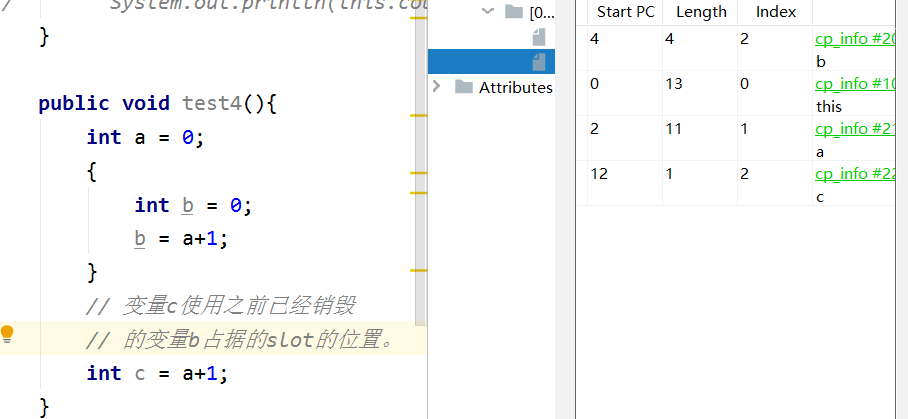 / System.out.println(this.cou
}
public void test4(){
int a = 0;
{
int b = 0;
b = a+1;
}
// 变量c使用之前已经销毁
// 的变量b占据的slot的位置。
int c = a+1;
}
[0...
Attributes
Start PC Length Index
4 4 2 cp_info #20
b
0 13 0 cp_info #10
this
2 11 1 cp_info #21
a
12 1 2 cp_info #22
c